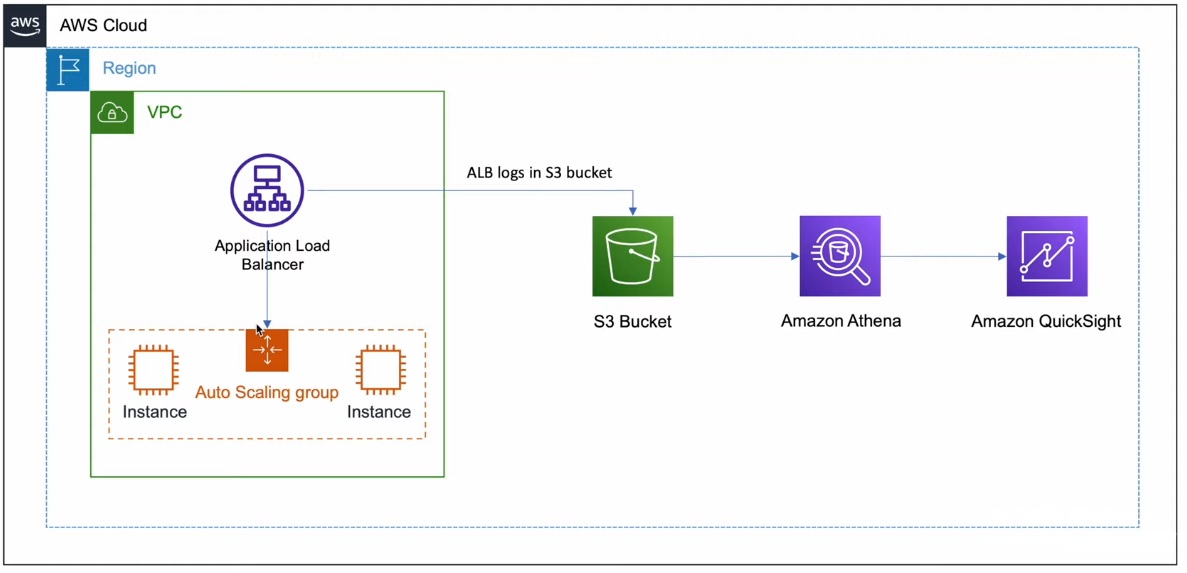 aws
AWS Cloud
Region
VPC
ALB logs in S3 bucket
Application Load
Balancer
S3 Bucket
Amazon Athena
Amazon QuickSight
Auto Scaling group
Instance
Instance